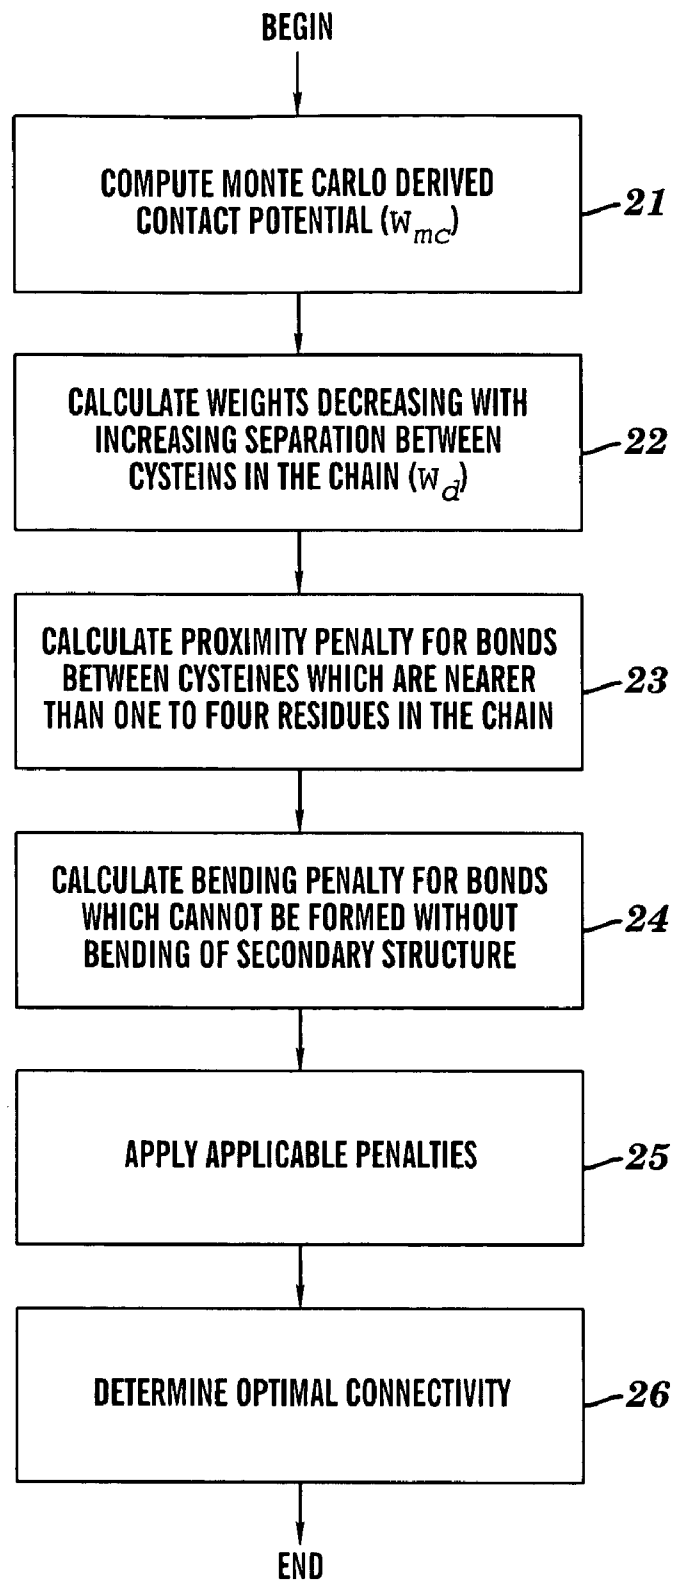 BEGIN
COMPUTE MONTE CARLO DERIVED
CONTACT POTENTIAL (Wmc)
21
CALCULATE WEIGHTS DECREASING WITH
INCREASING SEPARATION BETWEEN
CYSTEINS IN THE CHAIN (Wd)
22
CALCULATE PROXIMITY PENALTY FOR BONDS
BETWEEN CYSTEINES WHICH ARE NEARER
THAN ONE TO FOUR RESIDUES IN THE CHAIN
23
CALCULATE BENDING PENALTY FOR BONDS
WHICH CANNOT BE FORMED WITHOUT
BENDING OF SECONDARY STRUCTURE
24
APPLY APPLICABLE PENALTIES
25
DETERMINE OPTIMAL CONNECTIVITY
26
END